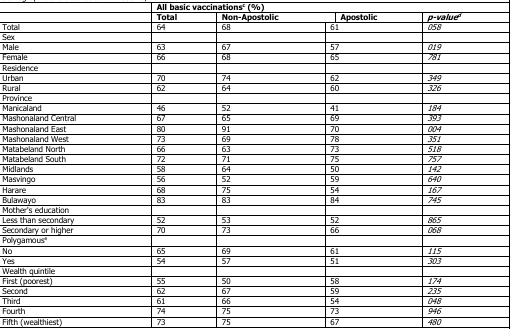 All basic vaccinationsᶜ (%)
Total Non-Apostolic Apostolic p-valueᵈ
Total 64 68 61 058
Sex
Male 63 67 57 019
Female 66 68 65 781
Residence
Urban 70 74 62 349
Rural 62 64 60 326
Province
Manicaland 46 52 41 184
Mashonaland Central 67 65 69 393
Mashonaland East 80 91 70 004
Mashonaland West 73 69 78 351
Matabeland North 66 63 73 518
Matabeland South 72 71 75 757
Midlands 58 64 50 142
Masvingo 56 52 59 640
Harare 68 75 54 167
Bulawayo 83 83 84 745
Mother's education
Less than secondary 52 53 52 865
Secondary or higher 70 73 66 068
Polygamousᵉ
No 65 69 61 115
Yes 54 57 51 303
Wealth quintile
First (poorest) 55 50 58 174
Second 62 67 59 235
Third 61 66 54 048
Fourth 74 75 73 946
Fifth (wealthiest) 73 75 67 480